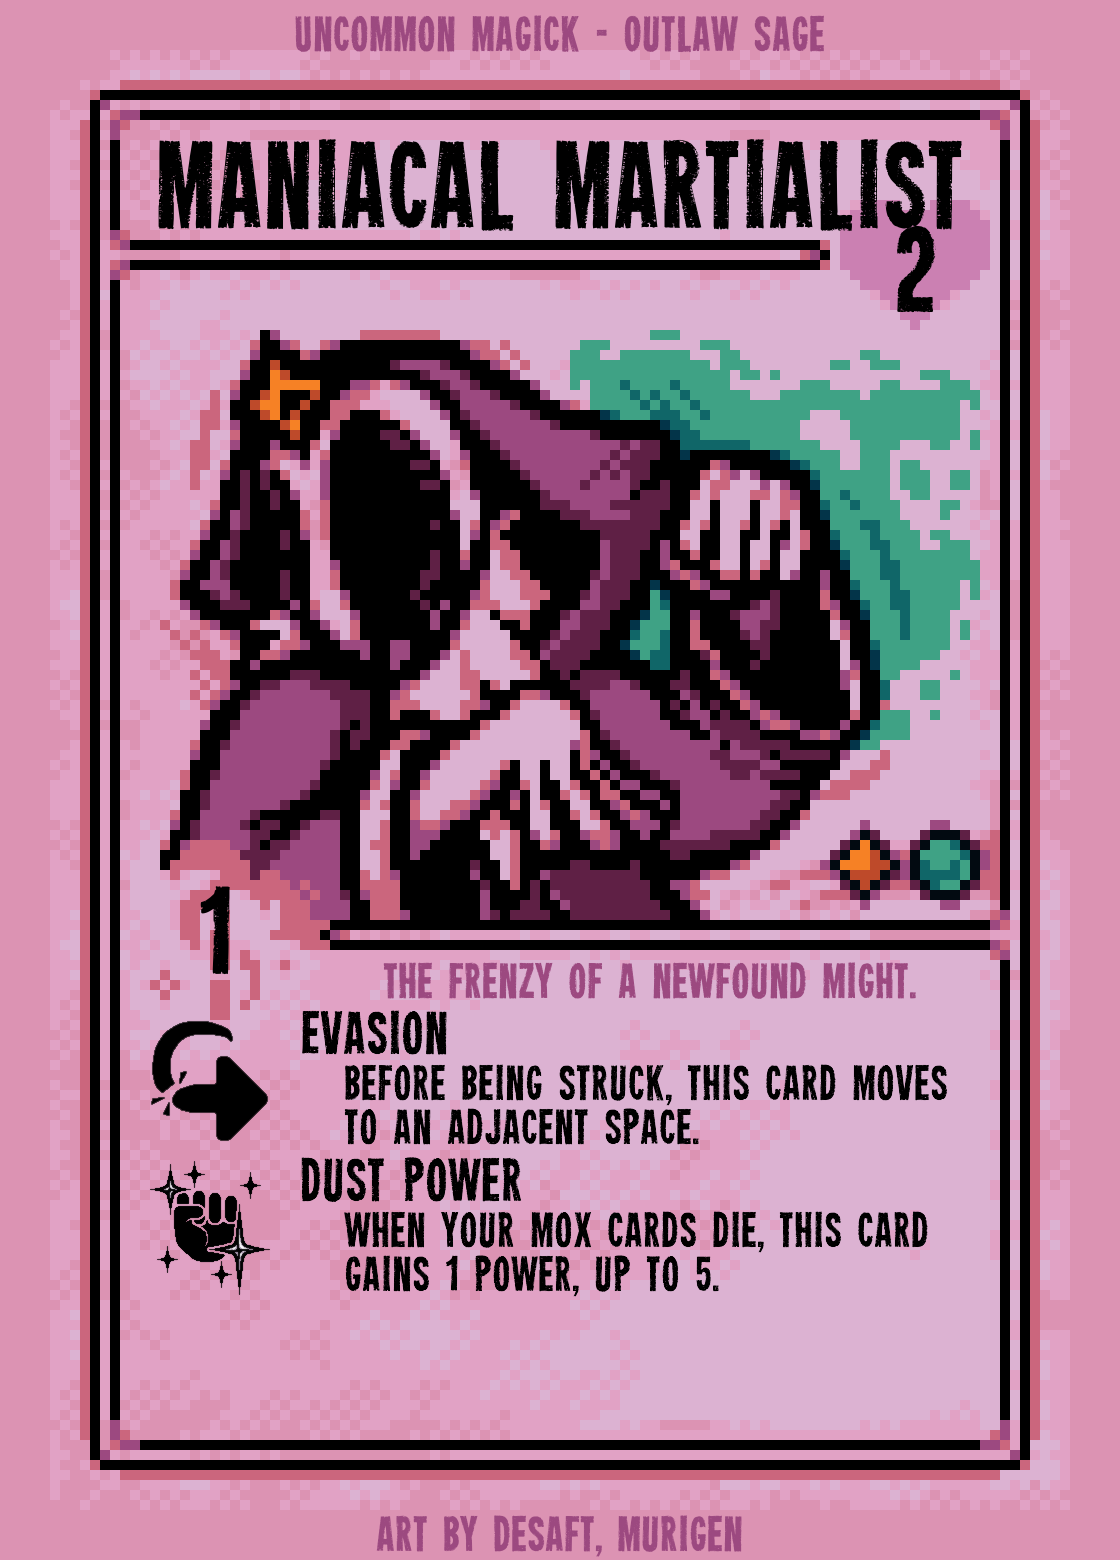 UNCOMMON MAGICK - OUTLAW SAGE
MANIACAL MARTIALIST
2
1
THE FRENZY OF A NEWFOUND MIGHT.
EVASION
BEFORE BEING STRUCK, THIS CARD MOVES
TO AN ADJACENT SPACE.
DUST POWER
WHEN YOUR MOX CARDS DIE, THIS CARD
GAINS 1 POWER, UP TO 5.
ART BY DESAFT, MURIGEN